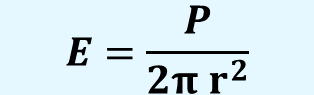 E = P / 2π r²